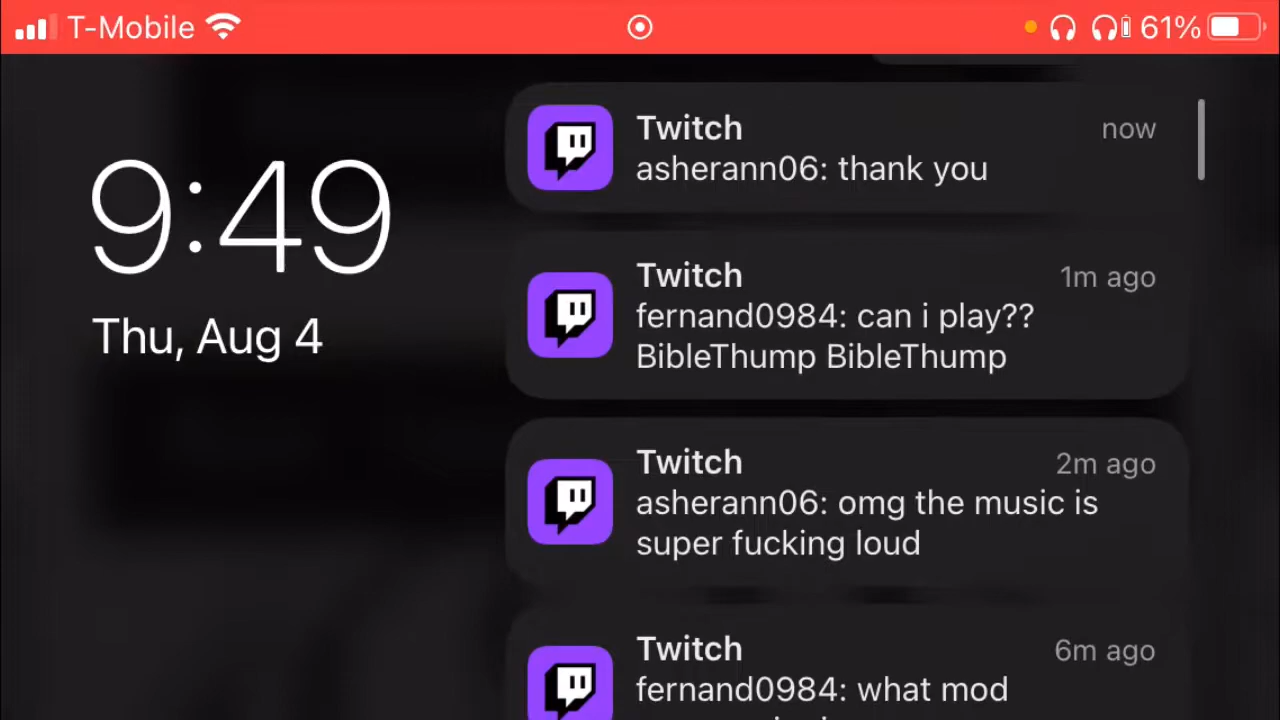 T-Mobile
61%
9:49
Thu, Aug 4
Twitch
now
asherann06: thank you
Twitch
1m ago
fernand0984: can i play??
BibleThump BibleThump
Twitch
2m ago
asherann06: omg the music is
super fucking loud
Twitch
6m ago
fernand0984: what mod